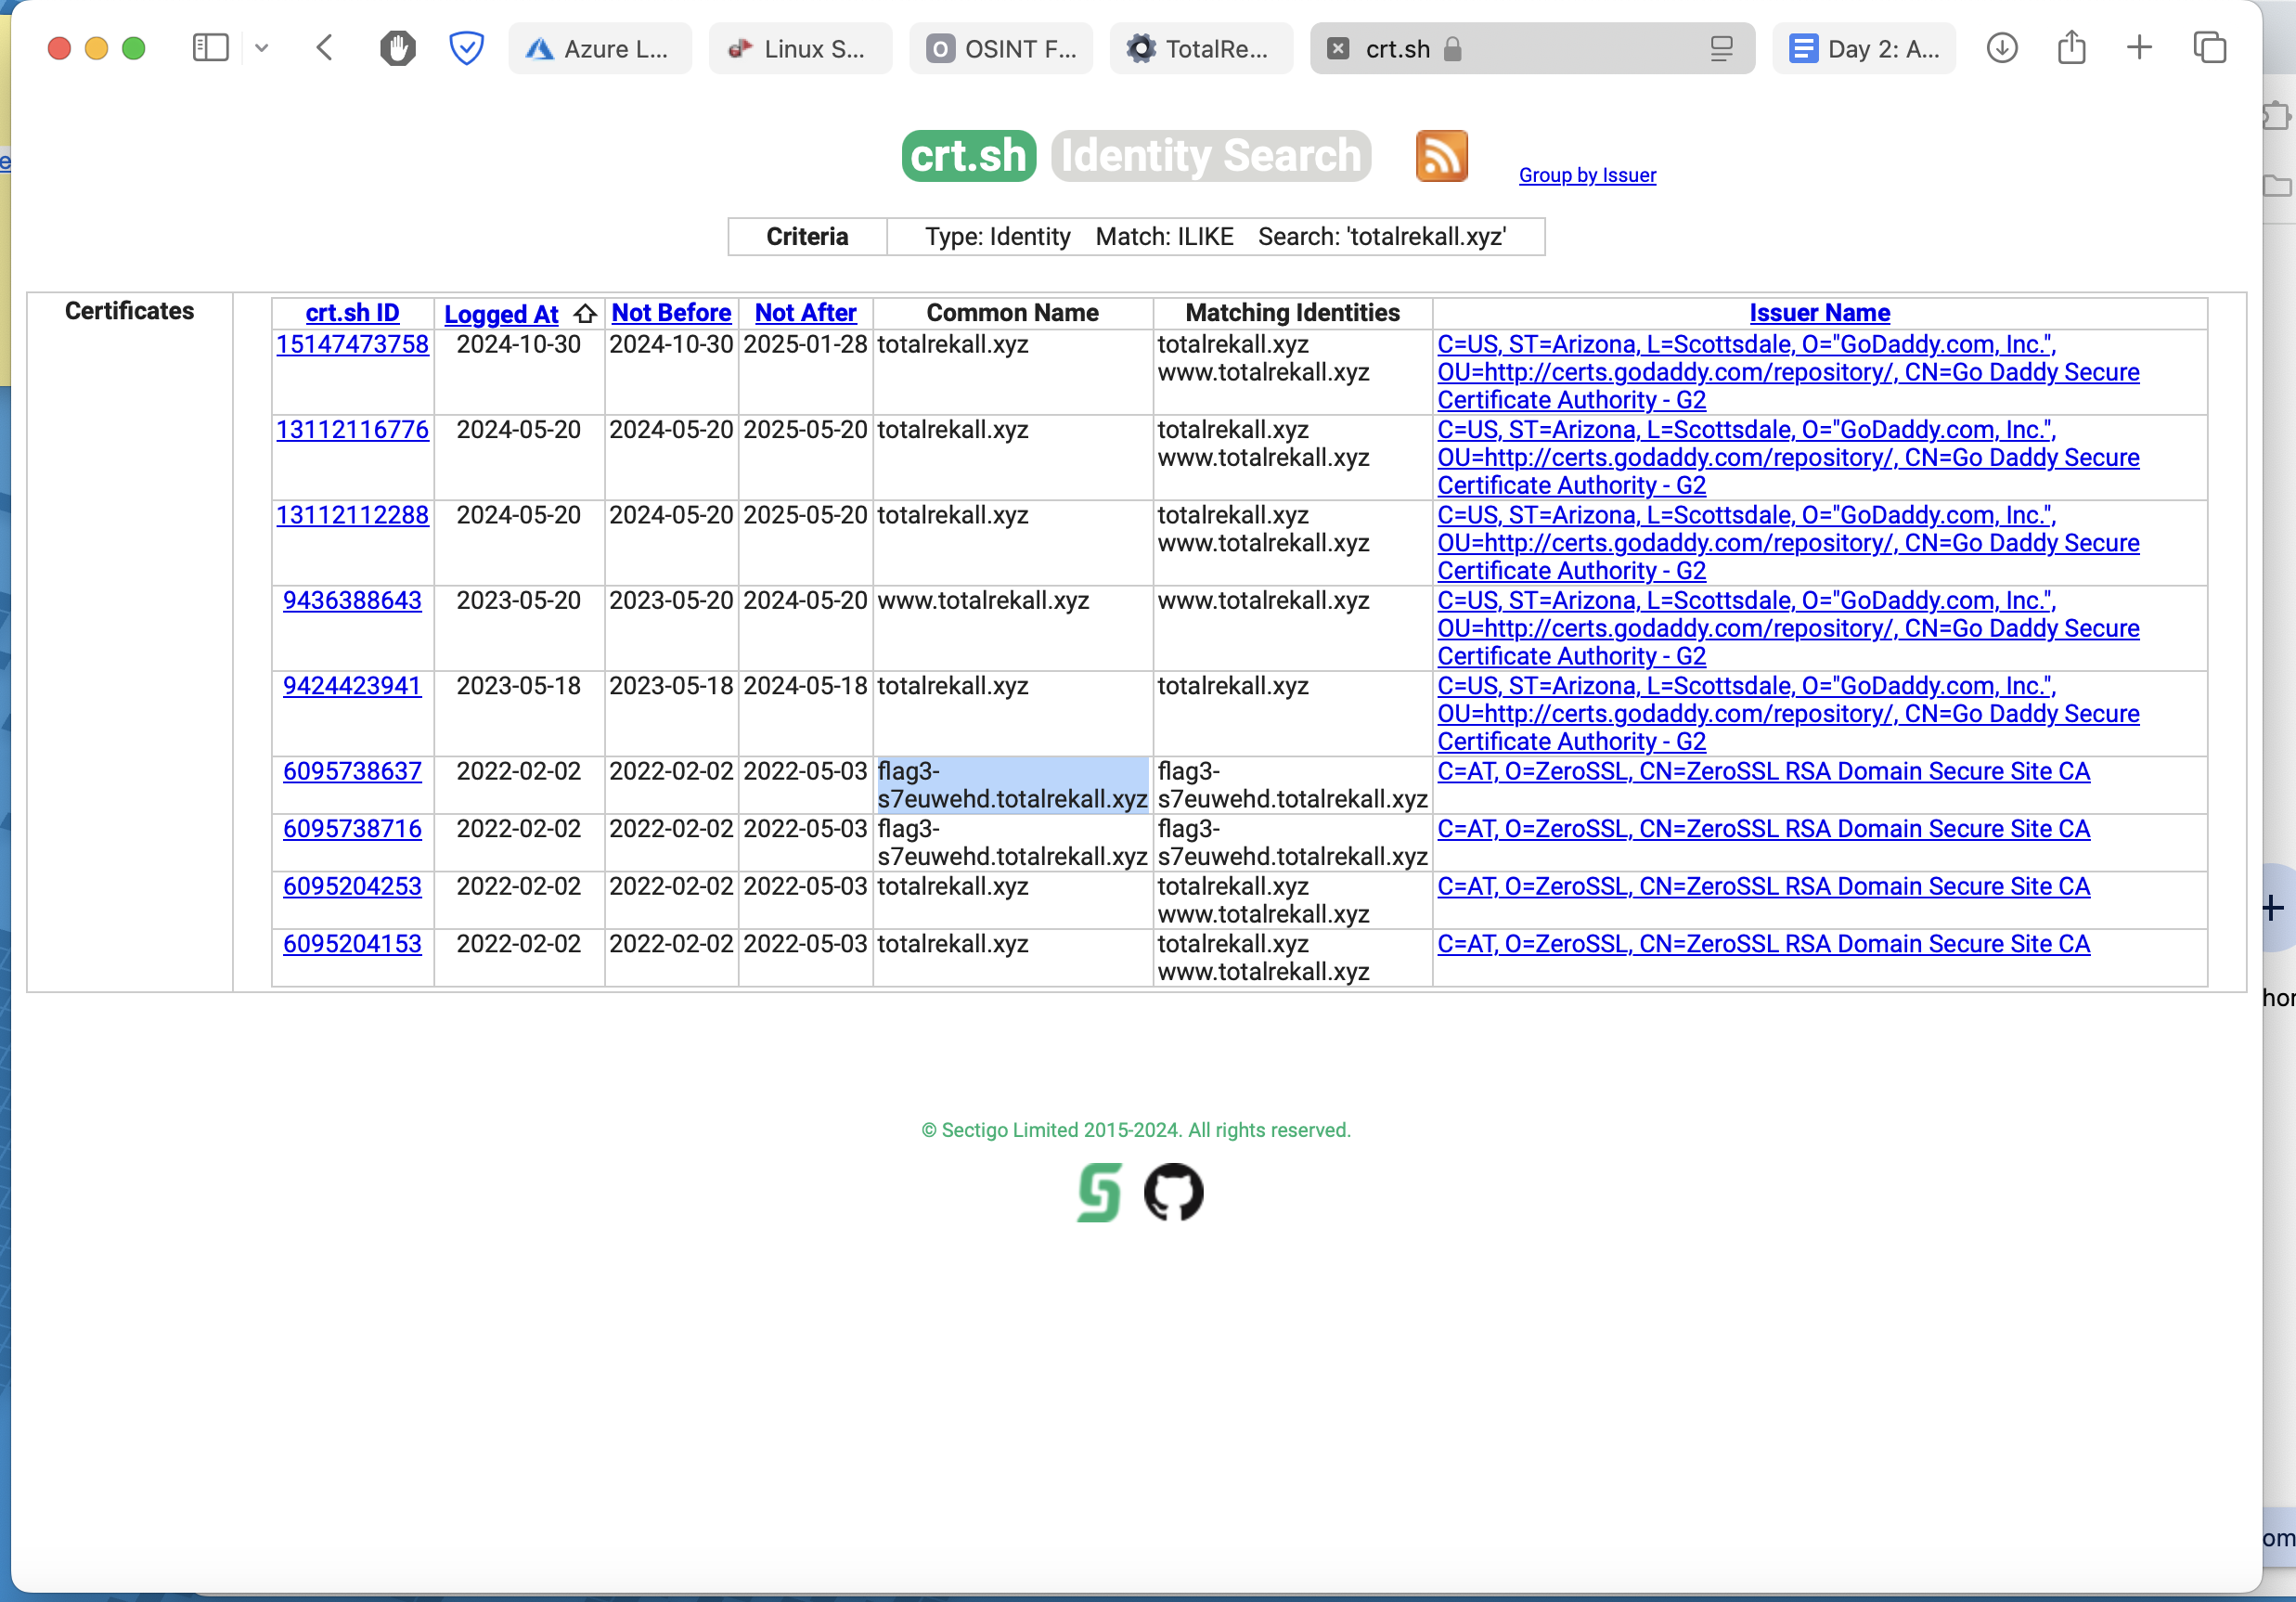 Azure L...
Linux S...
O
OSINT F...
TotalRe...
crt.sh
Day 2: A...
crt.sh Identity Search
Group by Issuer
Criteria Type: Identity Match: ILIKE Search: 'totalrekall.xyz'
Certificates
crt.sh ID Logged At Not Before Not After Common Name Matching Identities Issuer Name
15147473758 2024-10-30 2024-10-30 2025-01-28 totalrekall.xyz totalrekall.xyz C=US, ST=Arizona, L=Scottsdale, O="GoDaddy.com, Inc.",
www.totalrekall.xyz OU=http://certs.godaddy.com/repository/, CN=Go Daddy Secure
Certificate Authority - G2
13112116776 2024-05-20 2024-05-20 2025-05-20 totalrekall.xyz totalrekall.xyz C=US, ST=Arizona, L=Scottsdale, O="GoDaddy.com, Inc.",
www.totalrekall.xyz OU=http://certs.godaddy.com/repository/, CN=Go Daddy Secure
Certificate Authority - G2
13112112288 2024-05-20 2024-05-20 2025-05-20 totalrekall.xyz totalrekall.xyz C=US, ST=Arizona, L=Scottsdale, O="GoDaddy.com, Inc.",
www.totalrekall.xyz OU=http://certs.godaddy.com/repository/, CN=Go Daddy Secure
Certificate Authority - G2
9436388643 2023-05-20 2023-05-20 2024-05-20 www.totalrekall.xyz www.totalrekall.xyz C=US, ST=Arizona, L=Scottsdale, O="GoDaddy.com, Inc.",
OU=http://certs.godaddy.com/repository/, CN=Go Daddy Secure
Certificate Authority - G2
9424423941 2023-05-18 2023-05-18 2024-05-18 totalrekall.xyz totalrekall.xyz C=US, ST=Arizona, L=Scottsdale, O="GoDaddy.com, Inc.",
OU=http://certs.godaddy.com/repository/, CN=Go Daddy Secure
Certificate Authority - G2
6095738637 2022-02-02 2022-02-02 2022-05-03 flag3- flag3- C=AT, O=ZeroSSL, CN=ZeroSSL RSA Domain Secure Site CA
s7euwehd.totalrekall.xyz s7euwehd.totalrekall.xyz
6095738716 2022-02-02 2022-02-02 2022-05-03 flag3- flag3- C=AT, O=ZeroSSL, CN=ZeroSSL RSA Domain Secure Site CA
s7euwehd.totalrekall.xyz s7euwehd.totalrekall.xyz
6095204253 2022-02-02 2022-02-02 2022-05-03 totalrekall.xyz totalrekall.xyz C=AT, O=ZeroSSL, CN=ZeroSSL RSA Domain Secure Site CA
www.totalrekall.xyz
6095204153 2022-02-02 2022-02-02 2022-05-03 totalrekall.xyz totalrekall.xyz C=AT, O=ZeroSSL, CN=ZeroSSL RSA Domain Secure Site CA
www.totalrekall.xyz
© Sectigo Limited 2015-2024. All rights reserved.